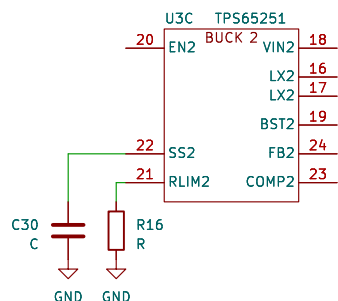 U3C TPS65251
BUCK 2
20 EN2 VIN2 18
LX2 16
LX2 17
BST2 19
22 SS2 FB2 24
21 RLIM2 COMP2 23
C30 R16
C R
GND GND